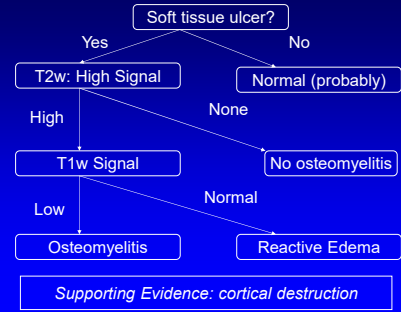 Soft tissue ulcer?
Yes
No
T2w: High Signal
Normal (probably)
High
None
T1w Signal
No osteomyelitis
Low
Normal
Osteomyelitis
Reactive Edema
Supporting Evidence: cortical destruction